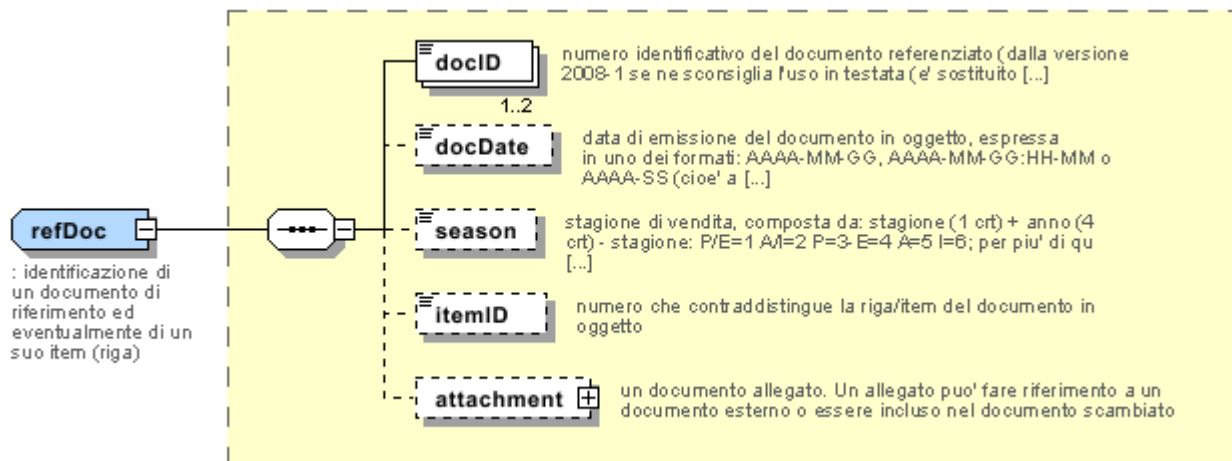 docID
numero identificativo del documento referenziato (dalla versione
2008-1 se ne sconsiglia l'uso in testata (e' sostituito [...]
1..2
docDate
data di emissione del documento in oggetto, espressa
in uno dei formati: AAAA-MM-GG, AAAA-MM-GG:HH-MM o
AAAA-SS (cioe' a [...]
season
stagione di vendita, composta da: stagione (1 crt) + anno (4
crt) - stagione: P/E=1 A/I=2 P=3- E=4 A=5 I=6; per piu' di qu
[...]
refDoc
: identificazione di
un documento di
riferimento ed
eventualmente di un
suo item (riga)
itemID
numero che contraddistingue la riga/item del documento in
oggetto
attachment
un documento allegato. Un allegato puo' fare riferimento a un
documento esterno o essere incluso nel documento scambiato